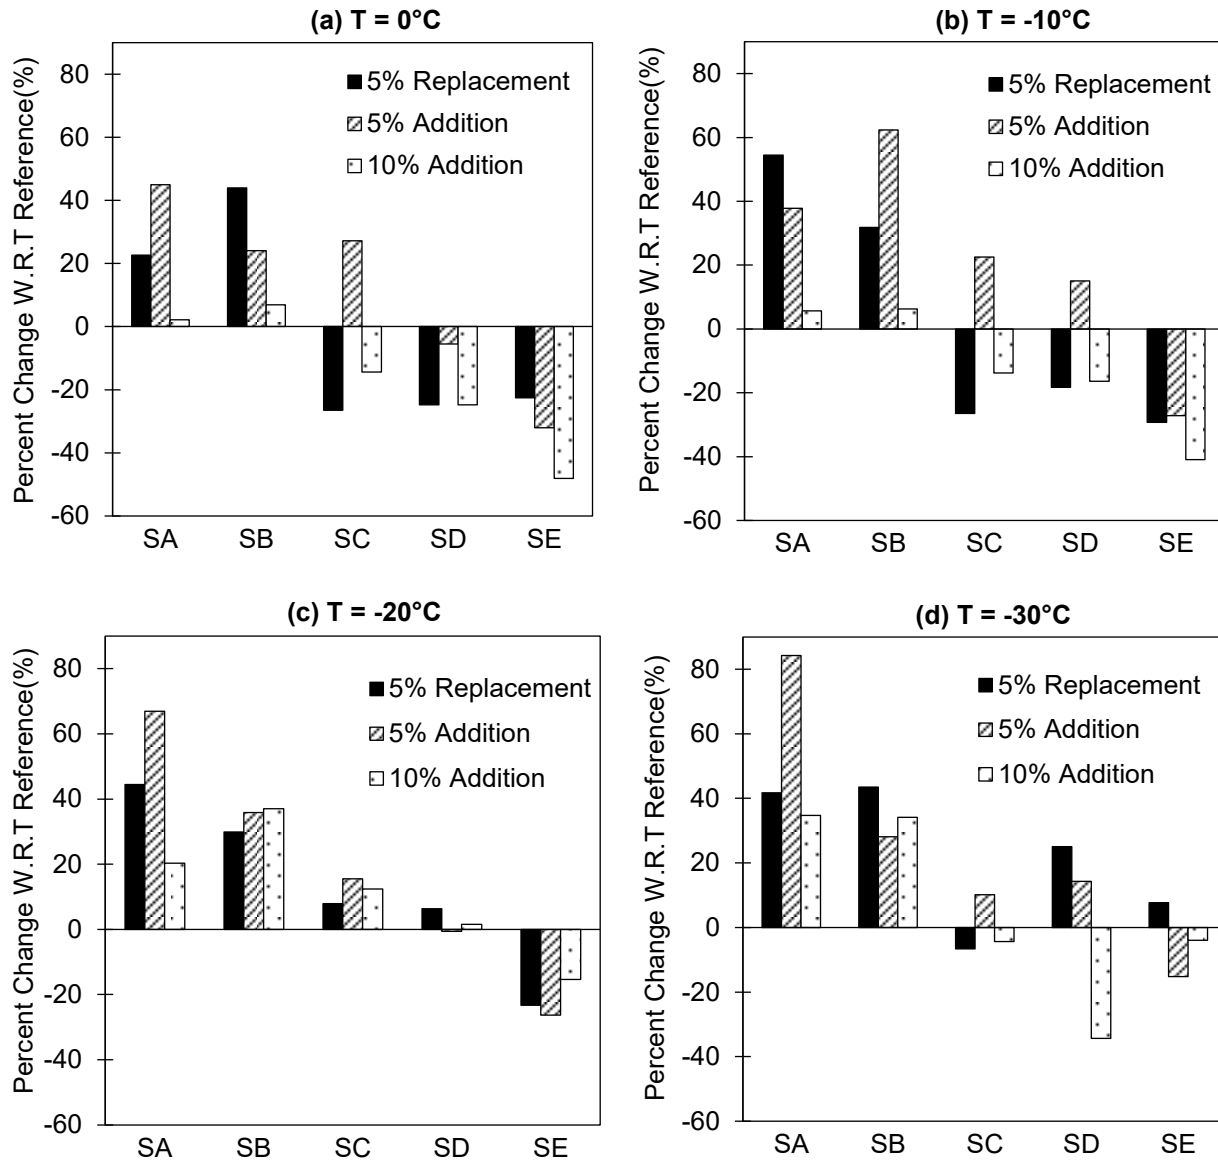 (a) T = 0°C
Percent Change W.R.T Reference(%)
80
60
40
20
0
-20
-40
-60
5% Replacement
5% Addition
10% Addition
SA SB SC SD SE
(b) T = -10°C
Percent Change W.R.T Reference(%)
80
60
40
20
0
-20
-40
-60
5% Replacement
5% Addition
10% Addition
SA SB SC SD SE
(c) T = -20°C
Percent Change W.R.T Reference(%)
80
60
40
20
0
-20
-40
-60
5% Replacement
5% Addition
10% Addition
SA SB SC SD SE
(d) T = -30°C
Percent Change W.R.T Reference(%)
80
60
40
20
0
-20
-40
-60
5% Replacement
5% Addition
10% Addition
SA SB SC SD SE